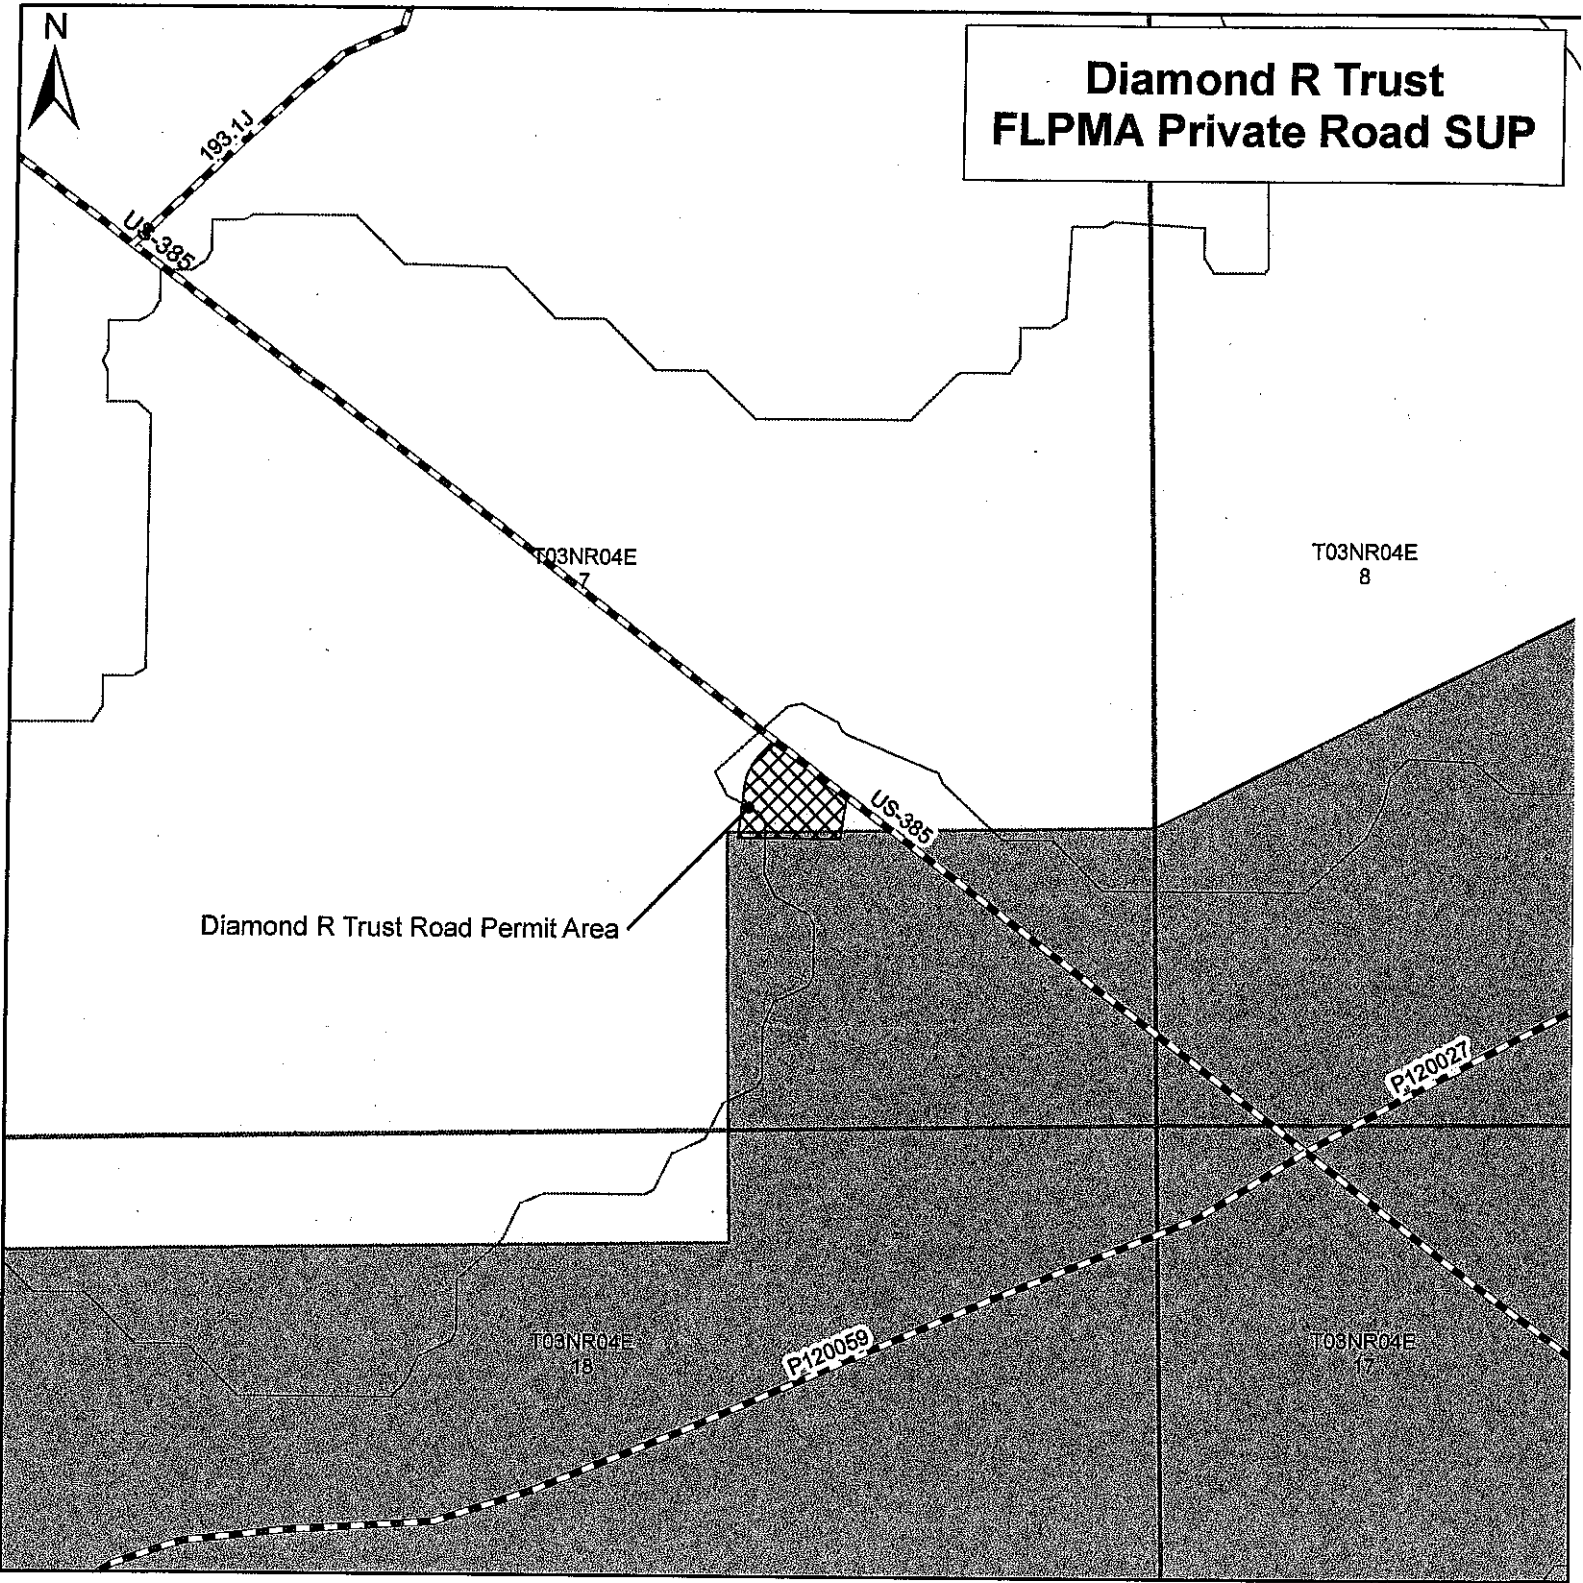 N
Diamond R Trust
FLPMA Private Road SUP
193.1J
US-385
T03NR04E
7
T03NR04E
8
US-385
Diamond R Trust Road Permit Area
P120027
P120059
T03NR04E
18
T03NR04E
17